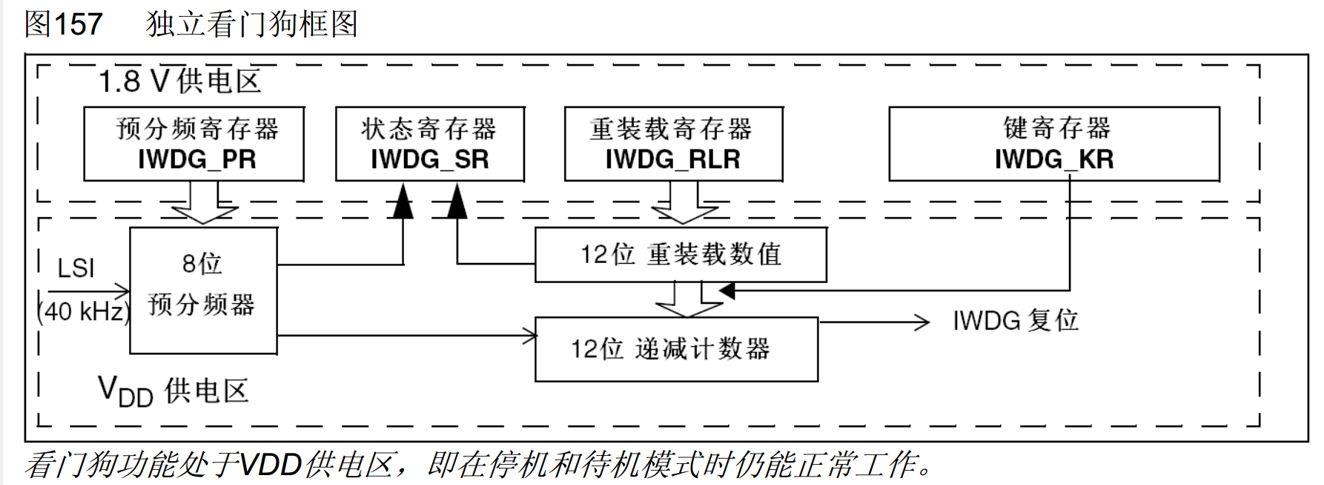 图157 独立看门狗框图
1.8 V 供电区
预分频寄存器
IWDG_PR
状态寄存器
IWDG_SR
重装载寄存器
IWDG_RLR
键寄存器
IWDG_KR
LSI
(40 kHz)
8位
预分频器
12位 重装载数值
12位 递减计数器
IWDG 复位
VDD 供电区
看门狗功能处于VDD供电区，即在停机和待机模式时仍能正常工作。